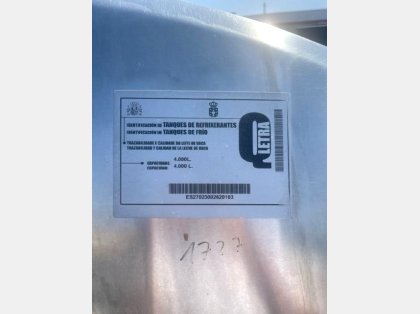 IDENTIFICACIÓN DE TANQUES DE REFRIXERANTES
IDENTIFICACIÓN DE TANQUES DE FRÍO
LETRA
Q
TRAZABILIDADE E CALIDADE DO LEITE DE VACA
TRAZABILIDAD Y CALIDAD DE LA LECHE DE VACA
CAPACIDADE: 4.000L.
CAPACIDAD: 4.000 L.
ES27023002620103
1727